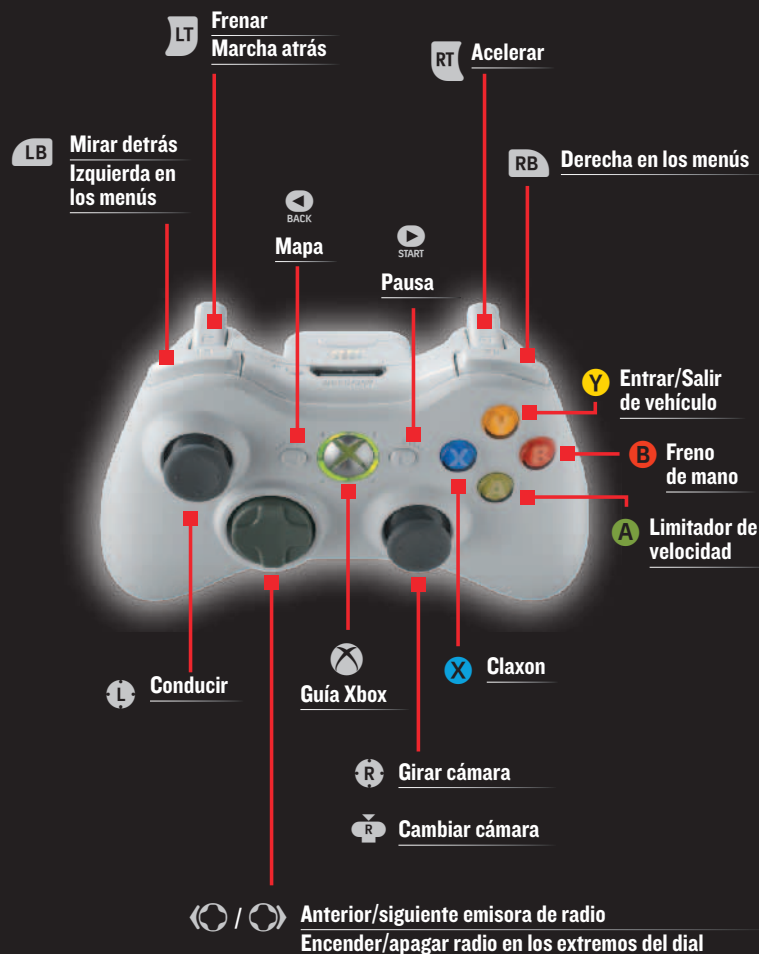 LT
Frenar
Marcha atrás
RT
Acelerar
LB
Mirar detrás
Izquierda en
los menús
RB
Derecha en los menús
BACK
Mapa
START
Pausa
Y
Entrar/Salir
de vehículo
B
Freno
de mano
A
Limitador de
velocidad
Y
X
B
A
L
Conducir
X
Guía Xbox
X
Claxon
R
Girar cámara
R
Cambiar cámara
/
Anterior/siguiente emisora de radio
Encender/apagar radio en los extremos del dial